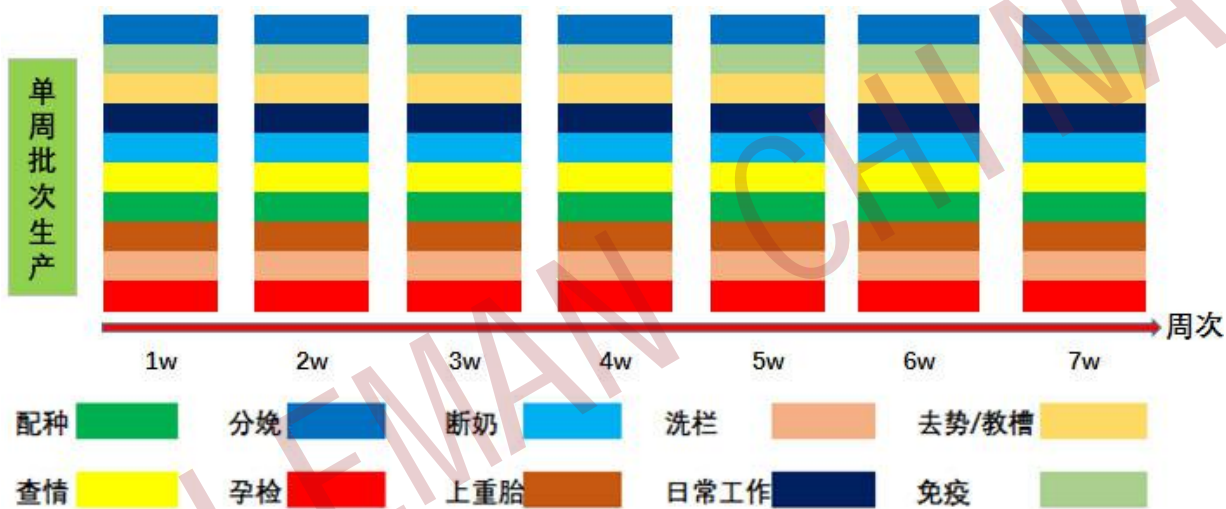 单周批次生产
周次
1w 2w 3w 4w 5w 6w 7w
配种 分娩 断奶 洗栏 去势/教槽
查情 孕检 上重胎 日常工作 免疫
LEMAN CHINA